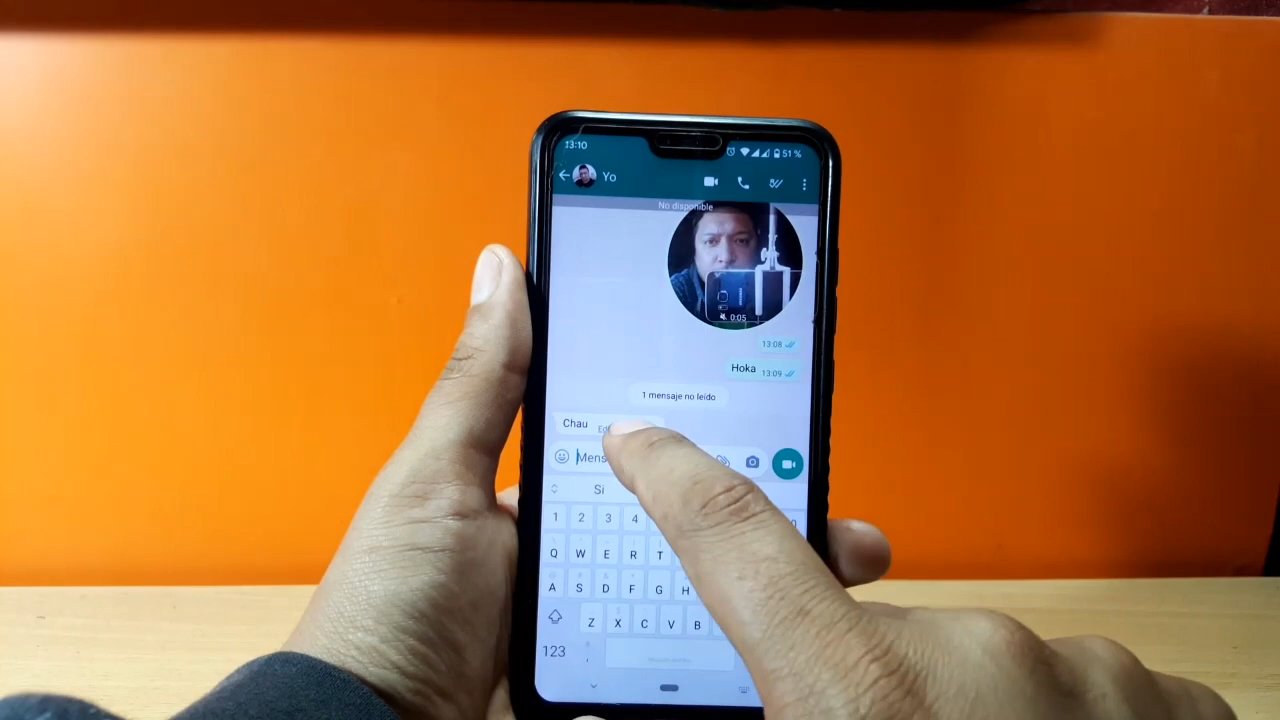 13:10
51 %
Yo
No disponible
0:05
13:08
Hoka 13:09
1 mensaje no leído
Chau
Si
1 2 3 4
Q W E R T
A S D F G H
Z X C V B
123